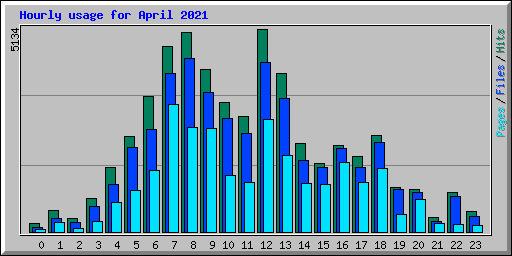 Hourly usage for April 2021
5134
Pages/Files/Hits
0 1 2 3 4 5 6 7 8 9 10 11 12 13 14 15 16 17 18 19 20 21 22 23